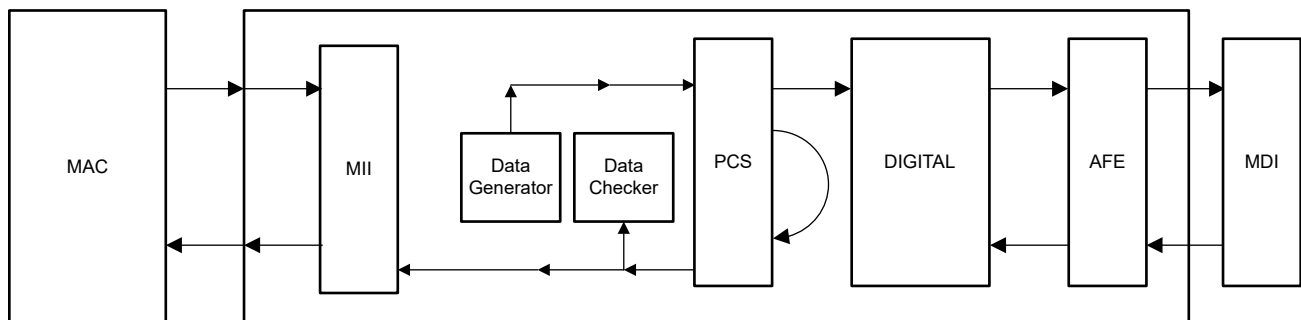 MAC
MII
Data
Generator
Data
Checker
PCS
DIGITAL
AFE
MDI